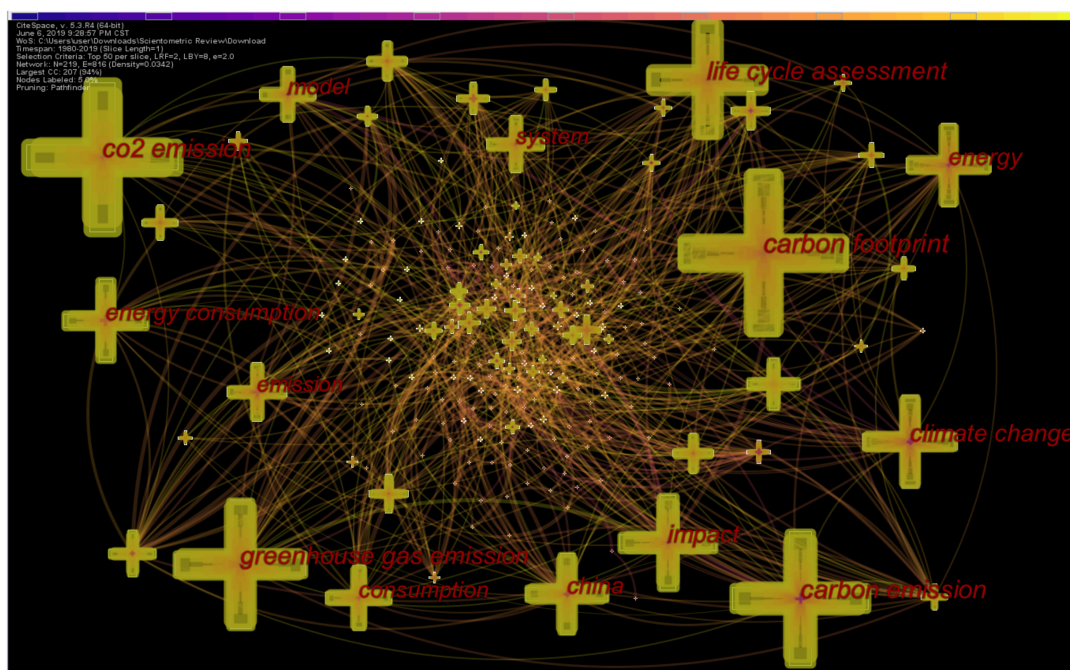 CiteSpace, v. 5.3.R4 (64-bit)
June 6, 2019 9:28:57 PM CST
WoS: C:\Users\user\Downloads\Scientometric Review\Download
Timespan: 1980-2019 (Slice Length=1)
Selection Criteria: Top 50 per slice, LRF=2, LBY=8, e=2.0
Network: N=219, E=816 (Density=0.0342)
Largest CC: 207 (94%)
Nodes Labeled: 5.0%
Pruning: Pathfinder
life cycle assessment
model
system
co2 emission
energy
carbon footprint
energy consumption
emission
climate change
impact
greenhouse gas emission
consumption
china
carbon emission